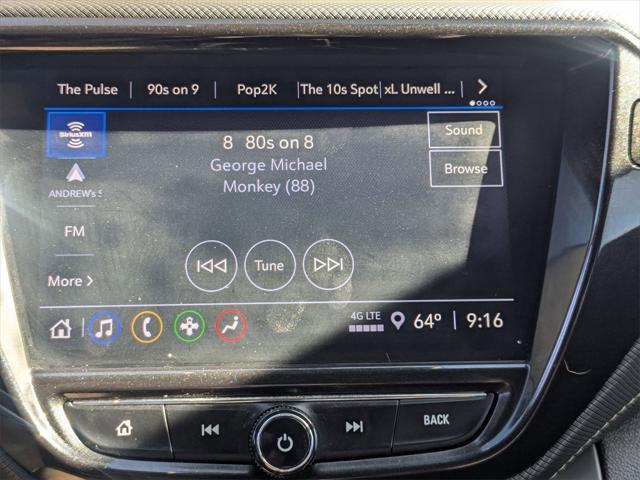 The Pulse
90s on 9
Pop2K
The 10s Spot
xL Unwell ...
SiriusXM
8 80s on 8
George Michael
Monkey (88)
Sound
Browse
ANDREW's
FM
Tune
More
4G LTE
64°
9:16
BACK